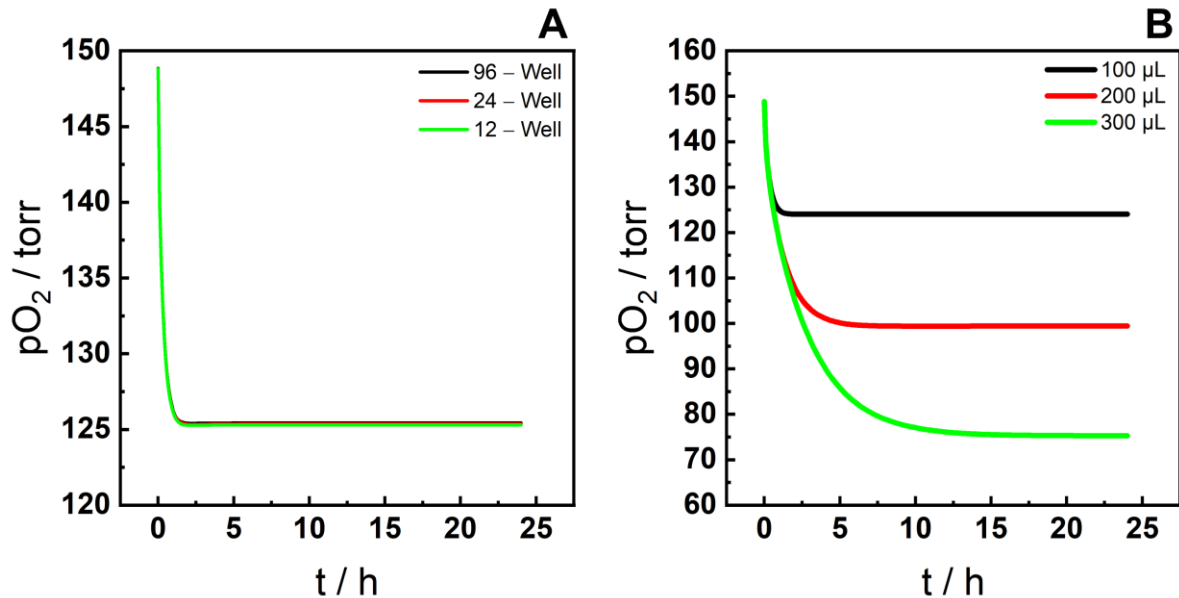 A
150
145
140
135
130
125
120
pO₂ / torr
96 – Well
24 – Well
12 – Well
0 5 10 15 20 25
t / h
B
160
150
140
130
120
110
100
90
80
70
60
pO₂ / torr
100 µL
200 µL
300 µL
0 5 10 15 20 25
t / h